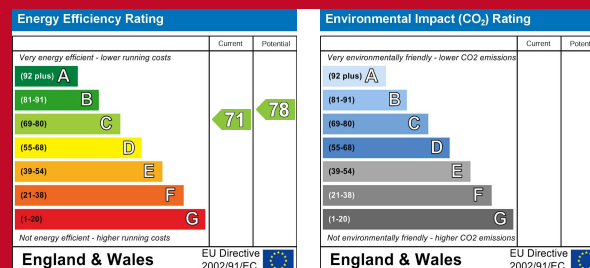 Energy Efficiency Rating
Current Potential
Very energy efficient - lower running costs
(92 plus) A
(81-91) B
(69-80) C
(55-68) D
(39-54) E
(21-38) F
(1-20) G
71
78
Not energy efficient - higher running costs
England & Wales
EU Directive
2002/91/EC
Environmental Impact (CO₂) Rating
Current Potent
Very environmentally friendly - lower CO2 emissions
(92 plus) A
(81-91) B
(69-80) C
(55-68) D
(39-54) E
(21-38) F
(1-20) G
Not environmentally friendly - higher CO2 emissions
England & Wales
EU Directive
2002/91/EC